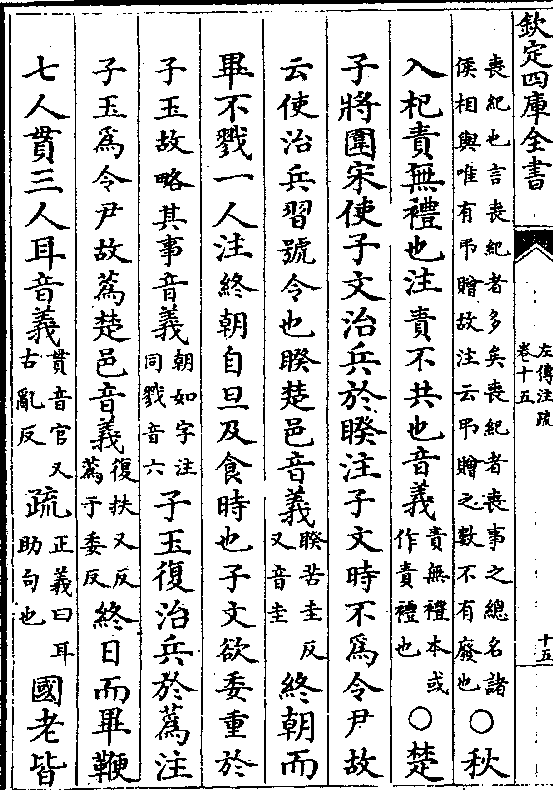 欽定四庫全書
左傳注疏
卷十五
十五
喪紀也言喪紀者多矣喪紀者喪事之總名諸
侯相與唯有弔贈故注云弔贈之數不有廢也
○秋
入杞責無禮也注責不共也音義責無禮本或作責禮也○楚
子將圍宋使子文治兵於睽注子文時不爲令尹故
云使治兵習號令也睽楚邑音義睽苦圭反又音圭終朝而
畢不戮一人注終朝自旦及食時也子文欲委重於
子玉故略其事音義朝如字注同戮音六子玉復治兵於蔿注
子玉爲令尹故蔿楚邑音義復扶又反蔿于委反終日而畢鞭
七人貫三人耳音義貫音官又古亂反疏正義曰耳助句也國老皆